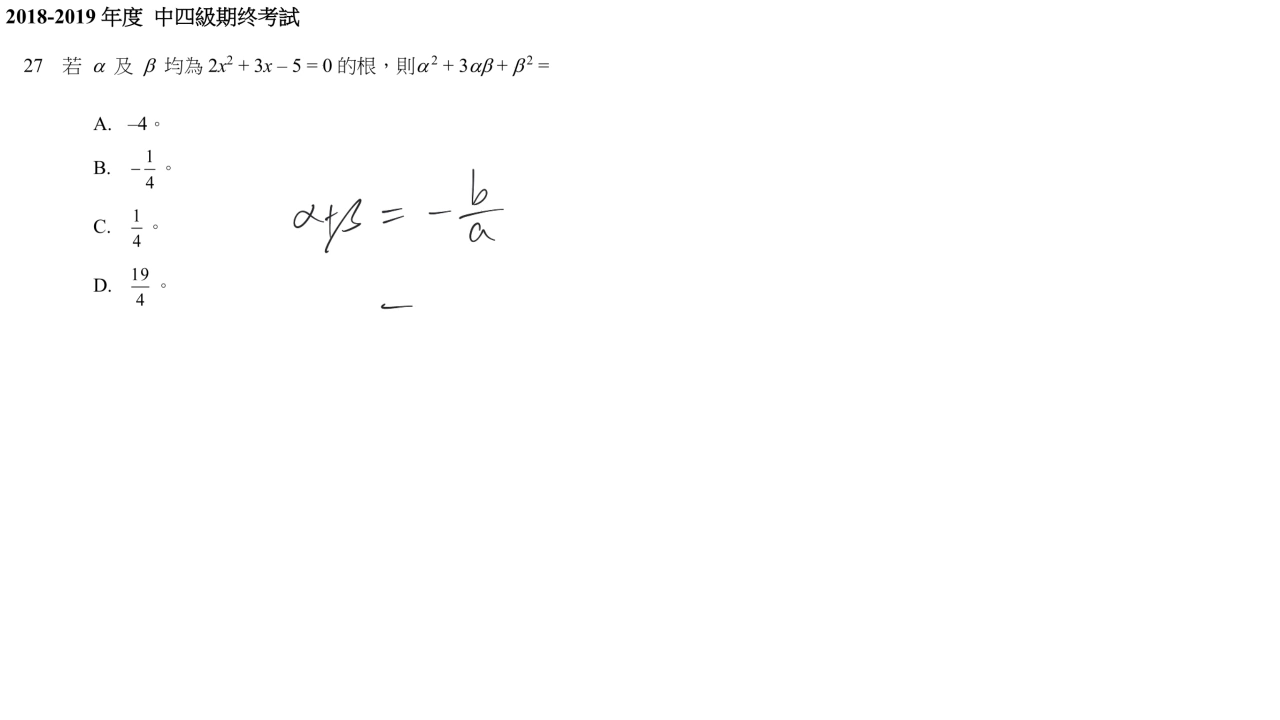 2018-2019 年度 中四級期终考試
27 若 α 及 β 均為 2x² + 3x – 5 = 0 的根，則α² + 3αβ + β² =
A. –4。
B. –1/4。
C. 1/4。
D. 19/4。
α+β = -b/a